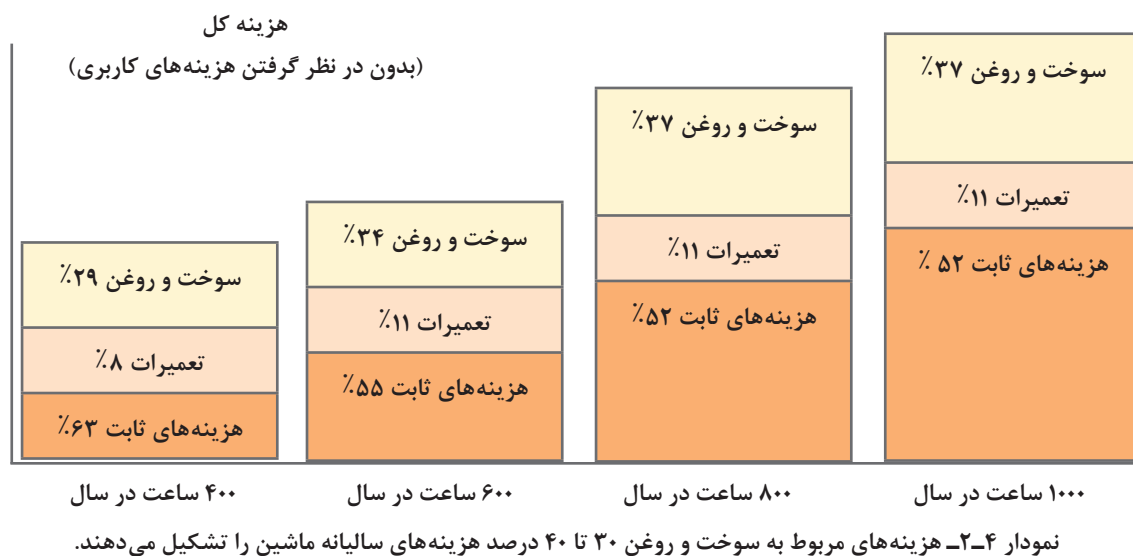 هزینه کل
(بدون در نظر گرفتن هزینه‌های کاربری)
سوخت و روغن ۳۷٪
تعمیرات ۱۱٪
هزینه‌های ثابت ۵۲ ٪
سوخت و روغن ۳۷٪
تعمیرات ۱۱٪
هزینه‌های ثابت ۵۲٪
سوخت و روغن ۳۴٪
تعمیرات ۱۱٪
هزینه‌های ثابت ۵۵٪
سوخت و روغن ۲۹٪
تعمیرات ۸٪
هزینه‌های ثابت ۶۳٪
۱۰۰۰ ساعت در سال
۸۰۰ ساعت در سال
۶۰۰ ساعت در سال
۴۰۰ ساعت در سال
نمودار ۴ــ۲ــ هزینه‌های مربوط به سوخت و روغن ۳۰ تا ۴۰ درصد هزینه‌های سالیانه ماشین را تشکیل می‌دهند.